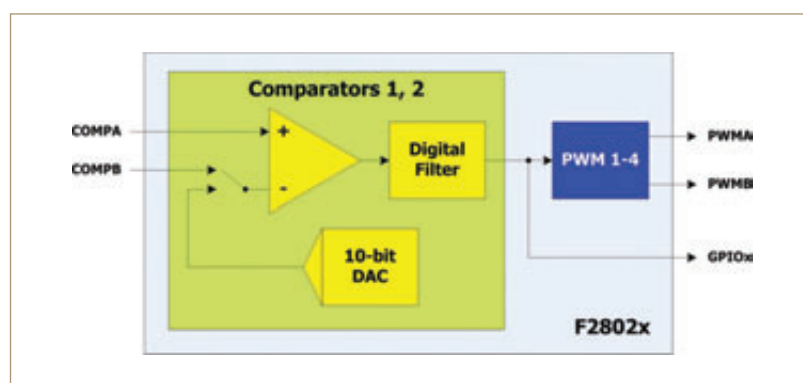 Comparators 1, 2
COMPA
COMPB
+
-
Digital
Filter
10-bit
DAC
PWM 1-4
PWMA
PWMB
GPIOx
F2802x